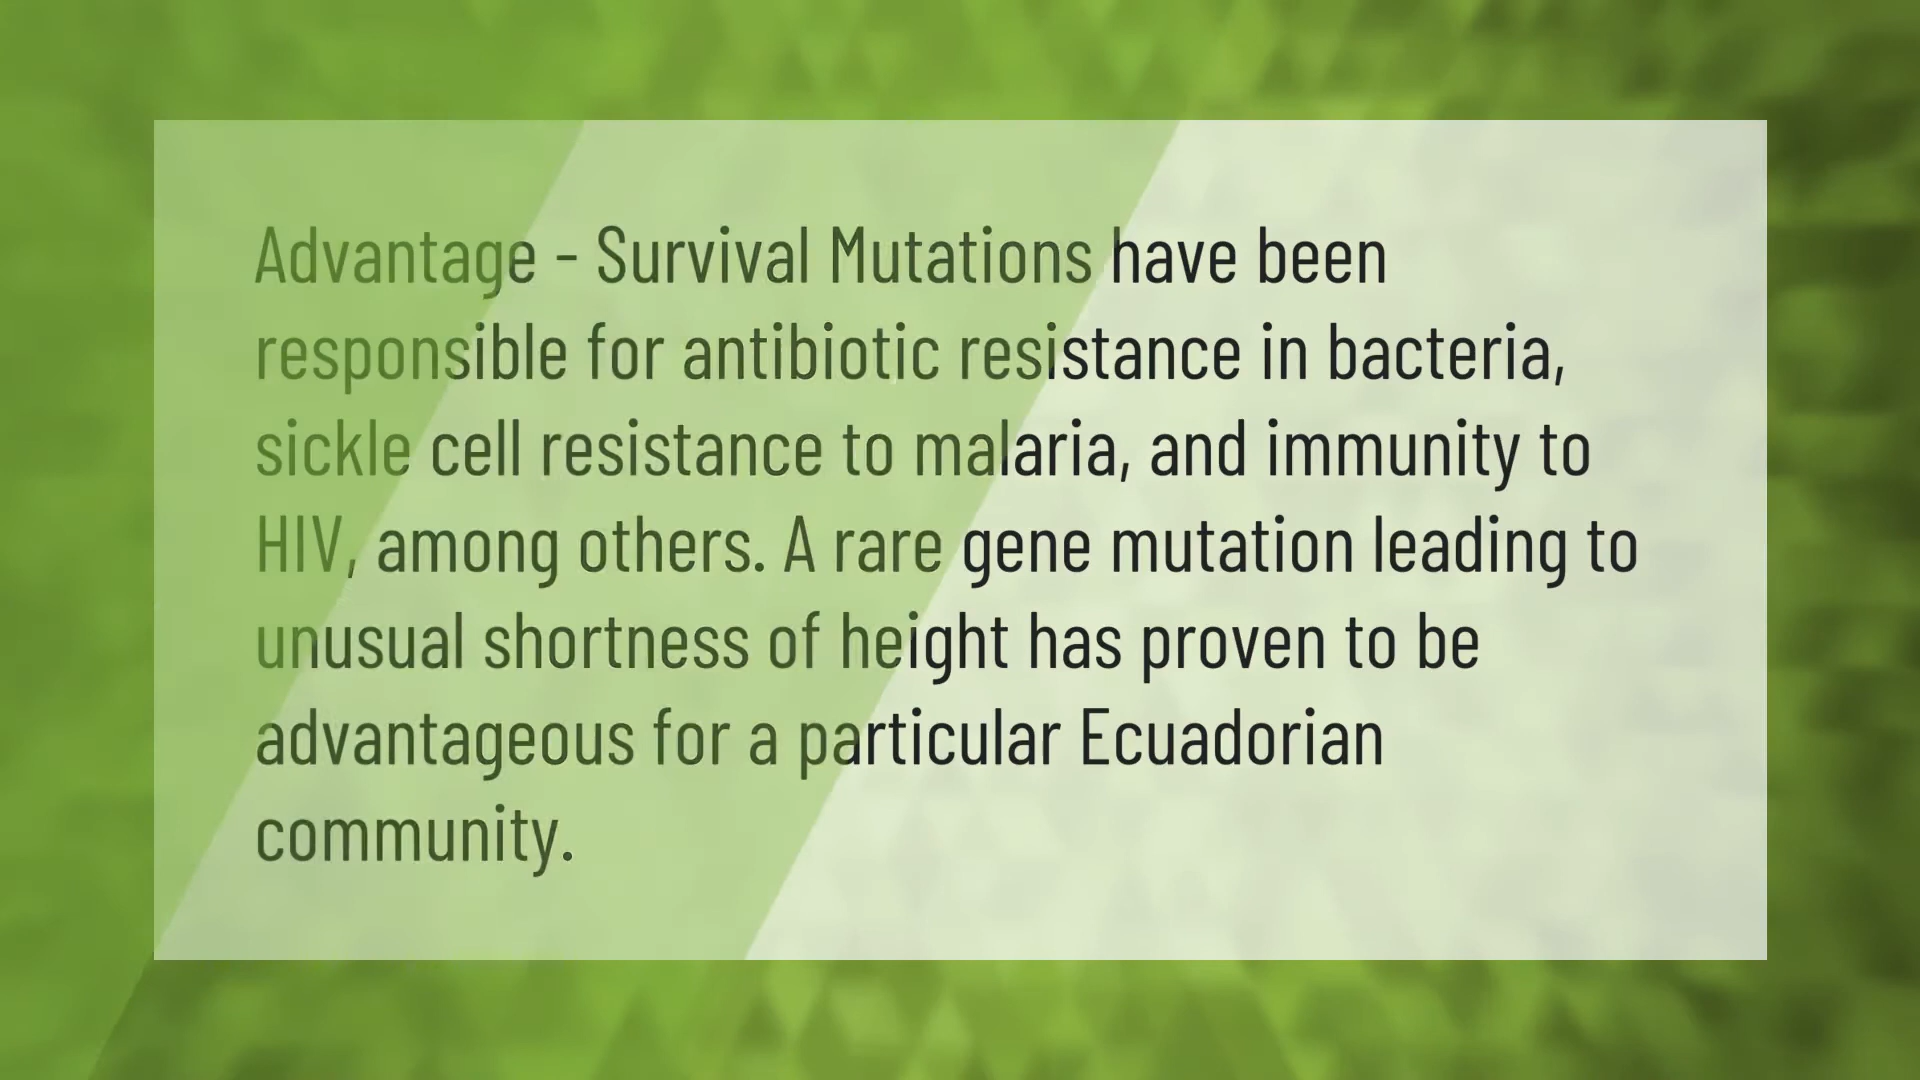 Advantage - Survival Mutations have been
responsible for antibiotic resistance in bacteria,
sickle cell resistance to malaria, and immunity to
HIV, among others. A rare gene mutation leading to
unusual shortness of height has proven to be
advantageous for a particular Ecuadorian
community.